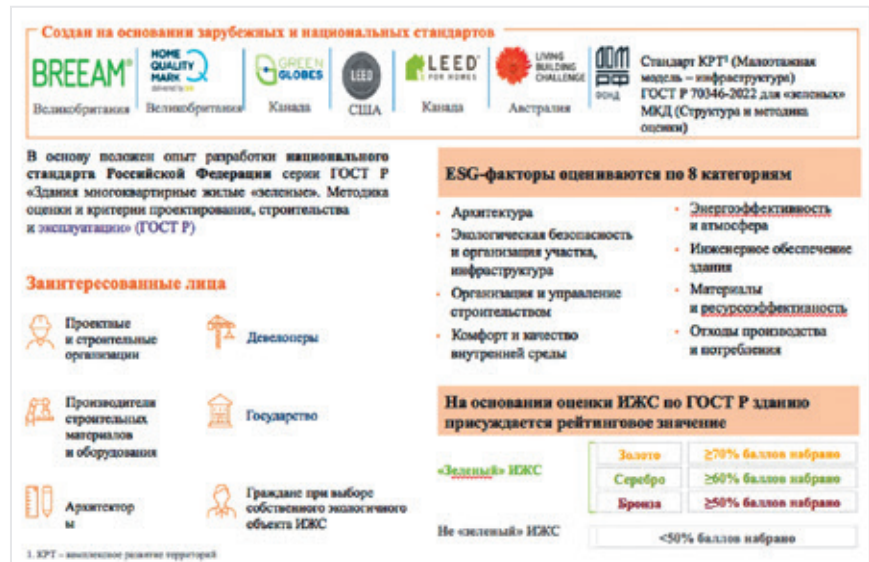 Создан на основании зарубежных и национальных стандартов
BREEAM®
Великобритания
HOME
QUALITY
MARK
Великобритания
GREEN
GLOBES
Канада
LEED
США
LEED®
FOR HOMES
Канада
LIVING
BUILDING
CHALLENGE
Австралия
ДОМ
РФ
ФОНД
Стандарт КРТ¹ (Малоэтажная
модель – инфраструктура)
ГОСТ Р 70346-2022 для «зеленых»
МКД (Структура и методика
оценки)
В основу положен опыт разработки национального
стандарта Российской Федерации серии ГОСТ Р
«Здания многоквартирные жилые «зеленые». Методика
оценки и критерии проектирования, строительства
и эксплуатации» (ГОСТ Р)
Заинтересованные лица
Проектные
и строительные
организации
Девелоперы
Производители
строительных
материалов
и оборудования
Государство
Архитектор
ы
Граждане при выборе
собственного экологичного
объекта ИЖС
1. КРТ – комплексное развитие территорий
ESG-факторы оцениваются по 8 категориям
• Архитектура
• Экологическая безопасность
и организация участка,
инфраструктура
• Организация и управление
строительством
• Комфорт и качество
внутренней среды
• Энергоэффективность
и атмосфера
• Инженерное обеспечение
здания
• Материалы
и ресурсоэффективность
• Отходы производства
и потребления
На основании оценки ИЖС по ГОСТ Р зданию
присуждается рейтинговое значение
«Зеленый» ИЖС
Золото ≥70% баллов набрано
Серебро ≥60% баллов набрано
Бронза ≥50% баллов набрано
Не «зеленый» ИЖС <50% баллов набрано